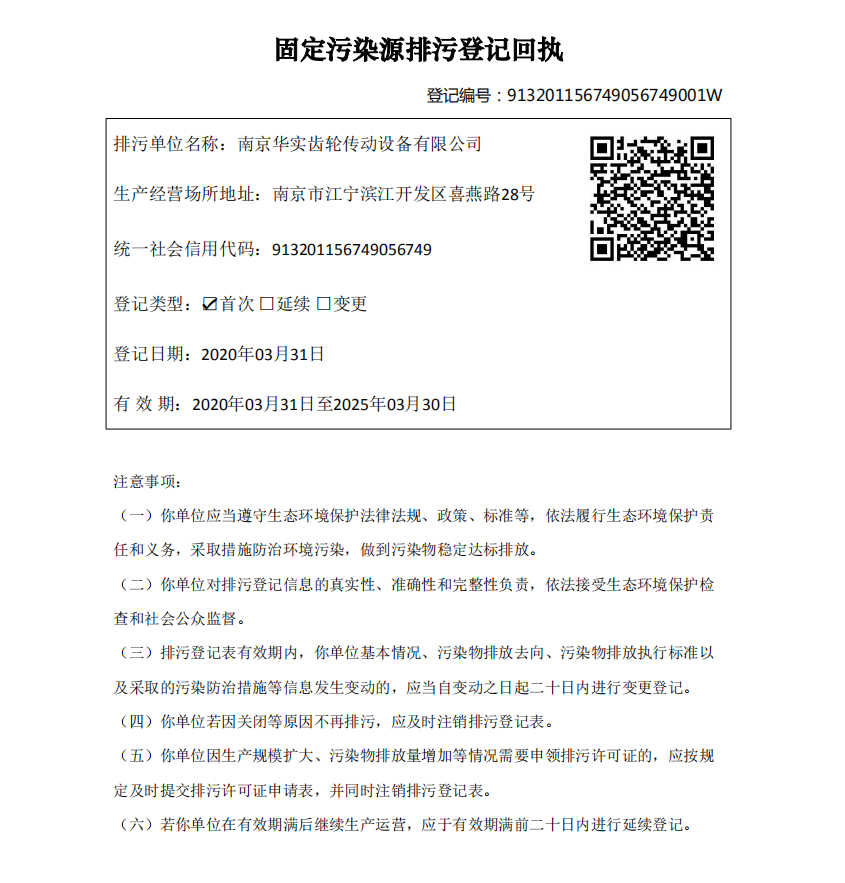 固定污染源排污登记回执
登记编号：913201156749056749001W
排污单位名称：南京华实齿轮传动设备有限公司
生产经营场所地址：南京市江宁滨江开发区喜燕路28号
统一社会信用代码：913201156749056749
登记类型：☑首次 ☐延续 ☐变更
登记日期：2020年03月31日
有 效 期：2020年03月31日至2025年03月30日
注意事项：
（一）你单位应当遵守生态环境保护法律法规、政策、标准等，依法履行生态环境保护责
任和义务，采取措施防治环境污染，做到污染物稳定达标排放。
（二）你单位对排污登记信息的真实性、准确性和完整性负责，依法接受生态环境保护检
查和社会公众监督。
（三）排污登记表有效期内，你单位基本情况、污染物排放去向、污染物排放执行标准以
及采取的污染防治措施等信息发生变动的，应当自变动之日起二十日内进行变更登记。
（四）你单位若因关闭等原因不再排污，应及时注销排污登记表。
（五）你单位因生产规模扩大、污染物排放量增加等情况需要申领排污许可证的，应按规
定及时提交排污许可证申请表，并同时注销排污登记表。
（六）若你单位在有效期满后继续生产运营，应于有效期满前二十日内进行延续登记。